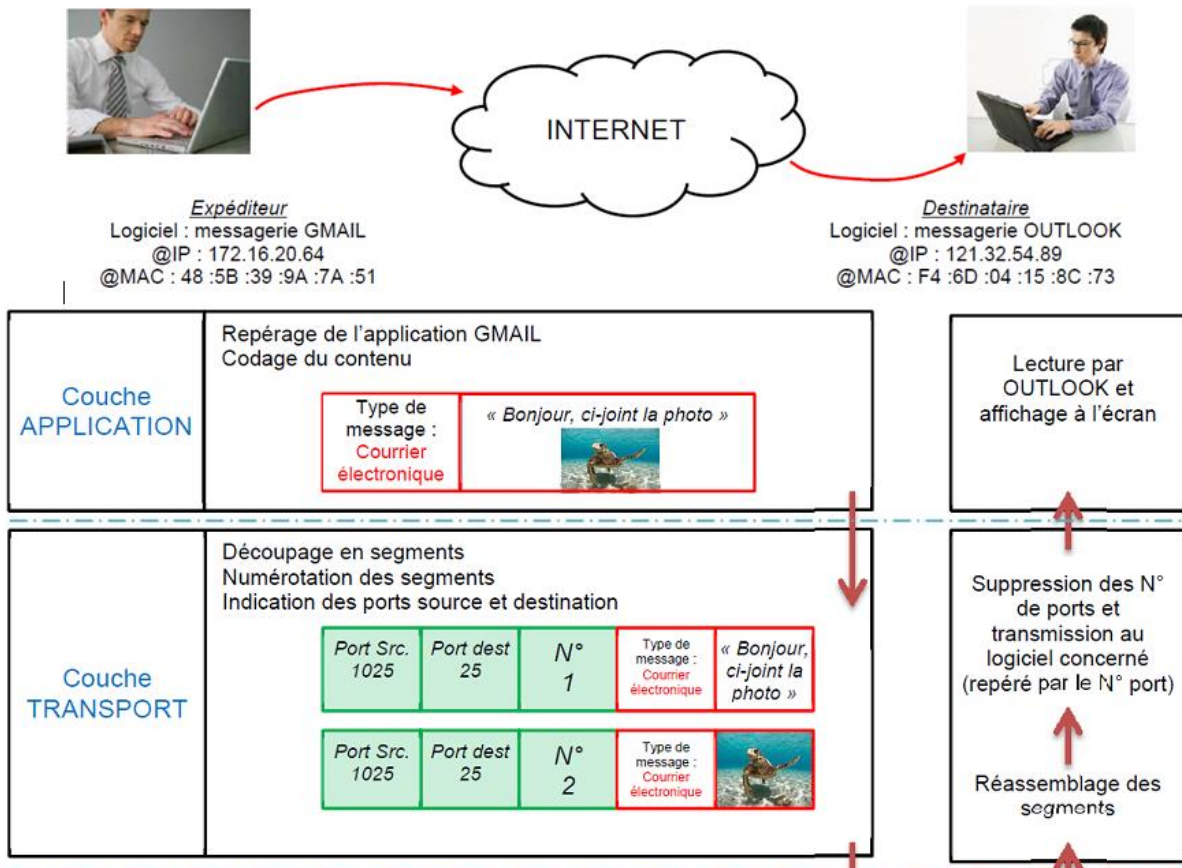 INTERNET
Expéditeur
Logiciel : messagerie GMAIL
@IP : 172.16.20.64
@MAC : 48 :5B :39 :9A :7A :51
Destinataire
Logiciel : messagerie OUTLOOK
@IP : 121.32.54.89
@MAC : F4 :6D :04 :15 :8C :73
Couche
APPLICATION
Repérage de l'application GMAIL
Codage du contenu
Type de
message :
Courrier
électronique
« Bonjour, ci-joint la photo »
Lecture par
OUTLOOK et
affichage à l'écran
Couche
TRANSPORT
Découpage en segments
Numérotation des segments
Indication des ports source et destination
Port Src.
1025
Port dest
25
N°
1
Type de
message :
Courrier
électronique
« Bonjour,
ci-joint la
photo »
Port Src.
1025
Port dest
25
N°
2
Type de
message :
Courrier
électronique
Suppression des N°
de ports et
transmission au
logiciel concerné
(repéré par le N° port)
Réassemblage des
segments